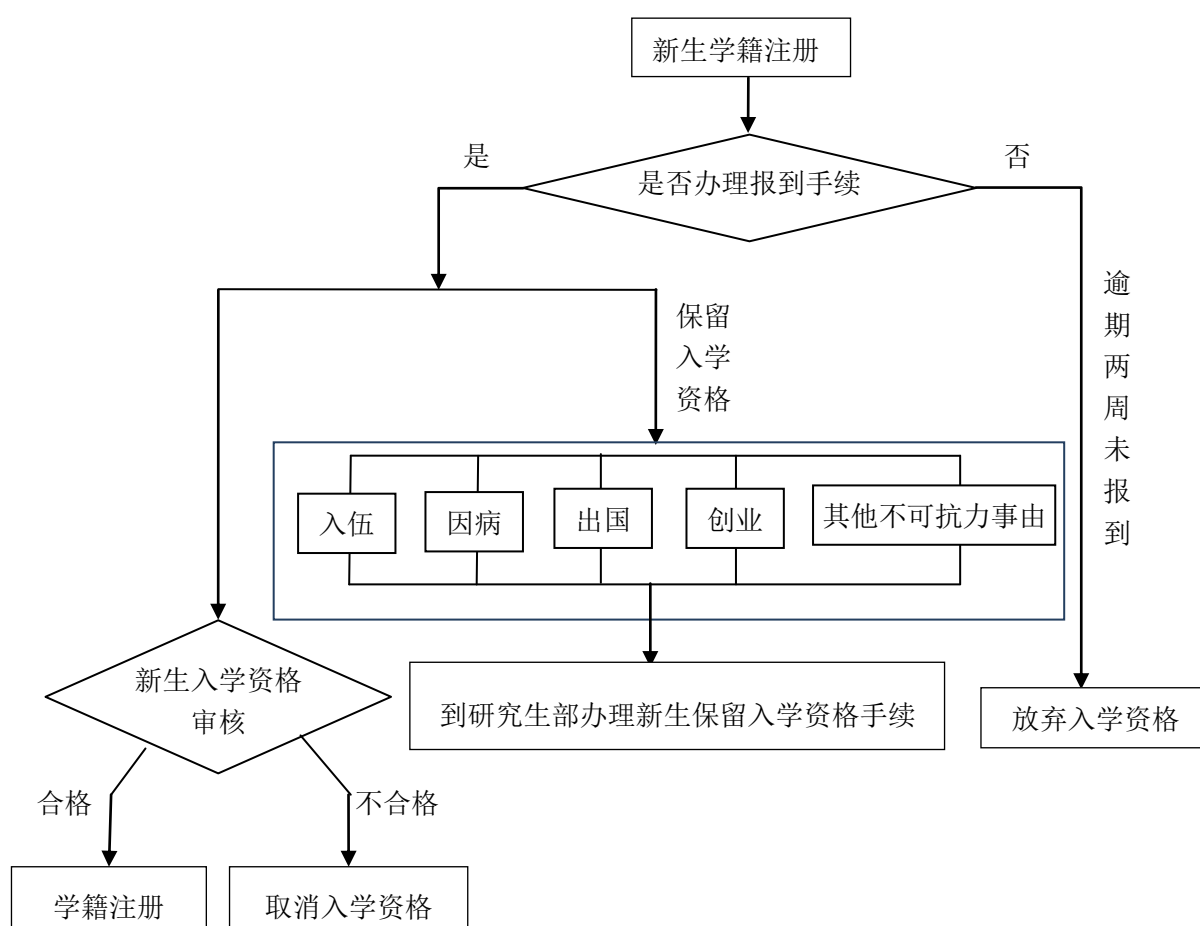 新生学籍注册
是否办理报到手续
是
否
保留
入学
资格
逾
期
两
周
未
报
到
入伍
因病
出国
创业
其他不可抗力事由
新生入学资格
审核
到研究生部办理新生保留入学资格手续
放弃入学资格
合格
不合格
学籍注册
取消入学资格